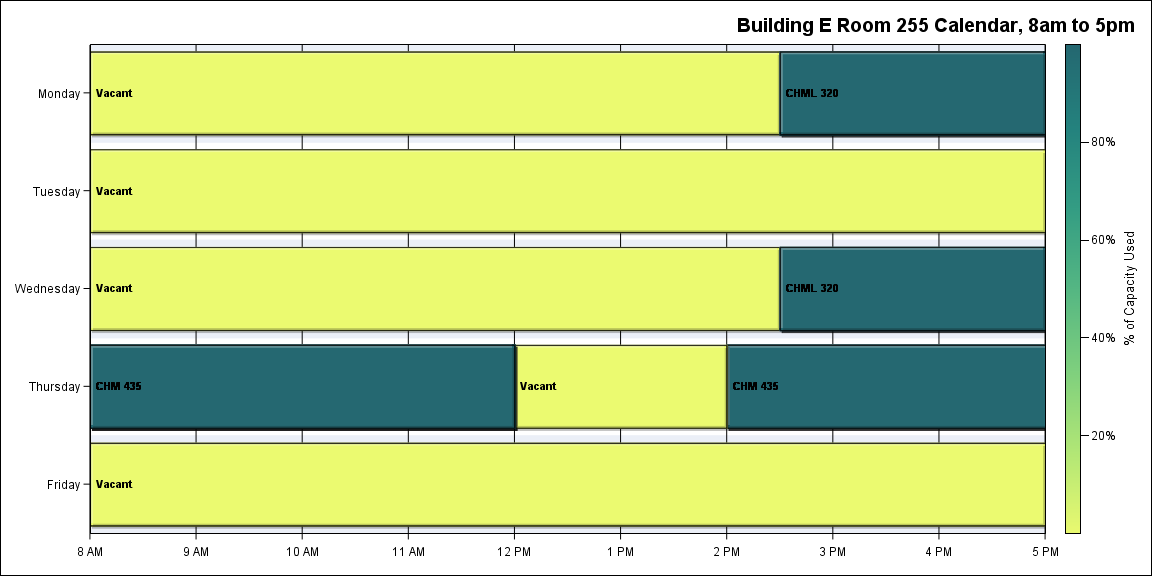 Building E Room 255 Calendar, 8am to 5pm
Monday
Vacant
CHML 320
Tuesday
Vacant
Wednesday
Vacant
CHML 320
Thursday
CHM 435
Vacant
CHM 435
Friday
Vacant
8 AM
9 AM
10 AM
11 AM
12 PM
1 PM
2 PM
3 PM
4 PM
5 PM
80%
60%
40%
20%
% of Capacity Used